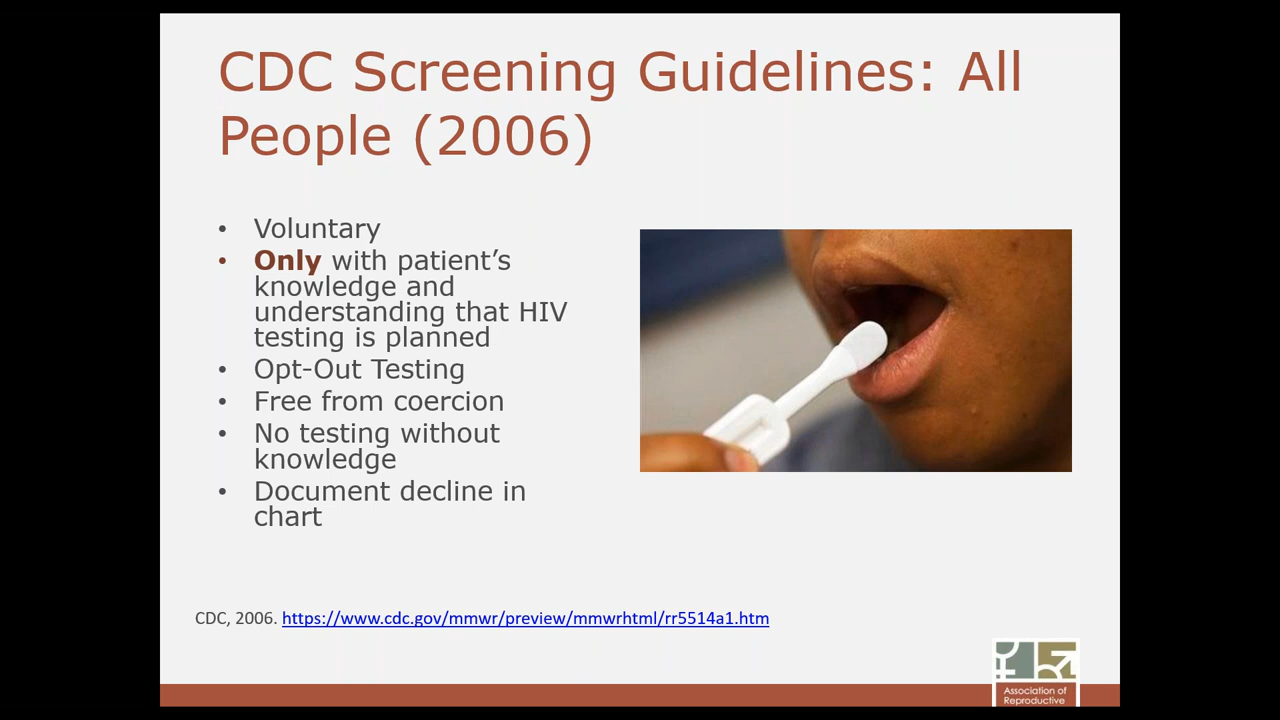 CDC Screening Guidelines: All
People (2006)
• Voluntary
• Only with patient’s
knowledge and
understanding that HIV
testing is planned
• Opt-Out Testing
• Free from coercion
• No testing without
knowledge
• Document decline in
chart
CDC, 2006. https://www.cdc.gov/mmwr/preview/mmwrhtml/rr5514a1.htm
Association of
Reproductive